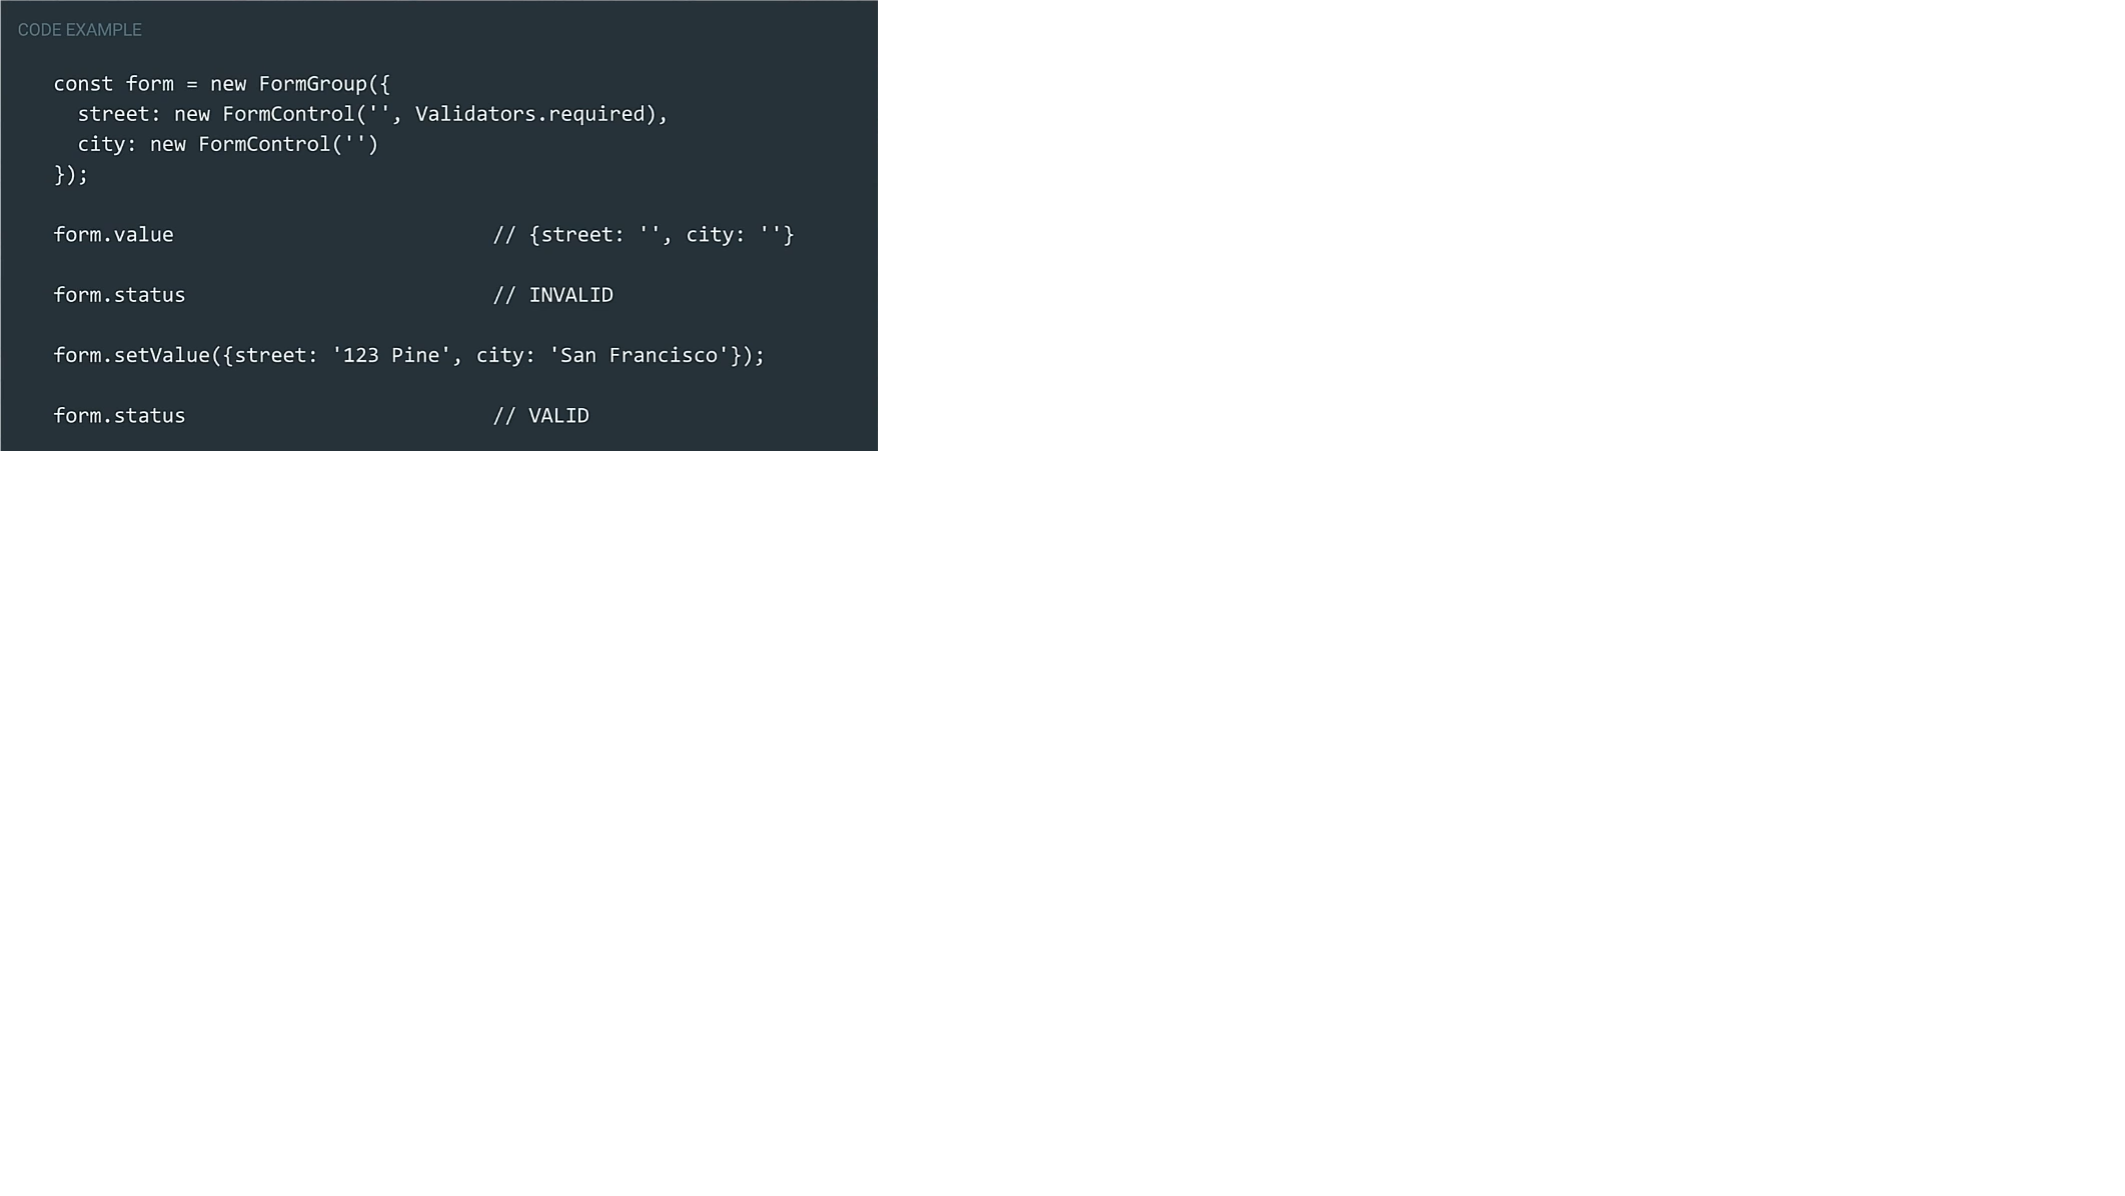 CODE EXAMPLE
const form = new FormGroup({
  street: new FormControl('', Validators.required),
  city: new FormControl('')
});
form.value // {street: '', city: ''}
form.status // INVALID
form.setValue({street: '123 Pine', city: 'San Francisco'});
form.status // VALID